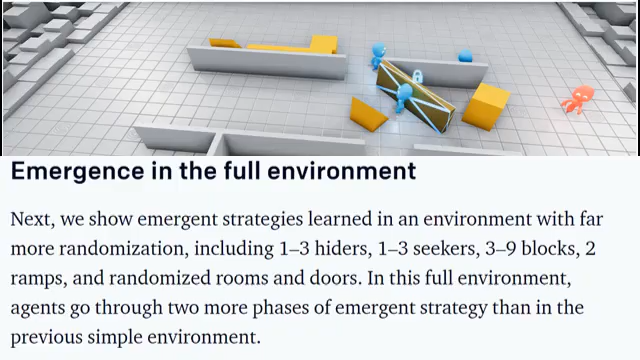 Emergence in the full environment
Next, we show emergent strategies learned in an environment with far
more randomization, including 1–3 hiders, 1–3 seekers, 3–9 blocks, 2
ramps, and randomized rooms and doors. In this full environment,
agents go through two more phases of emergent strategy than in the
previous simple environment.